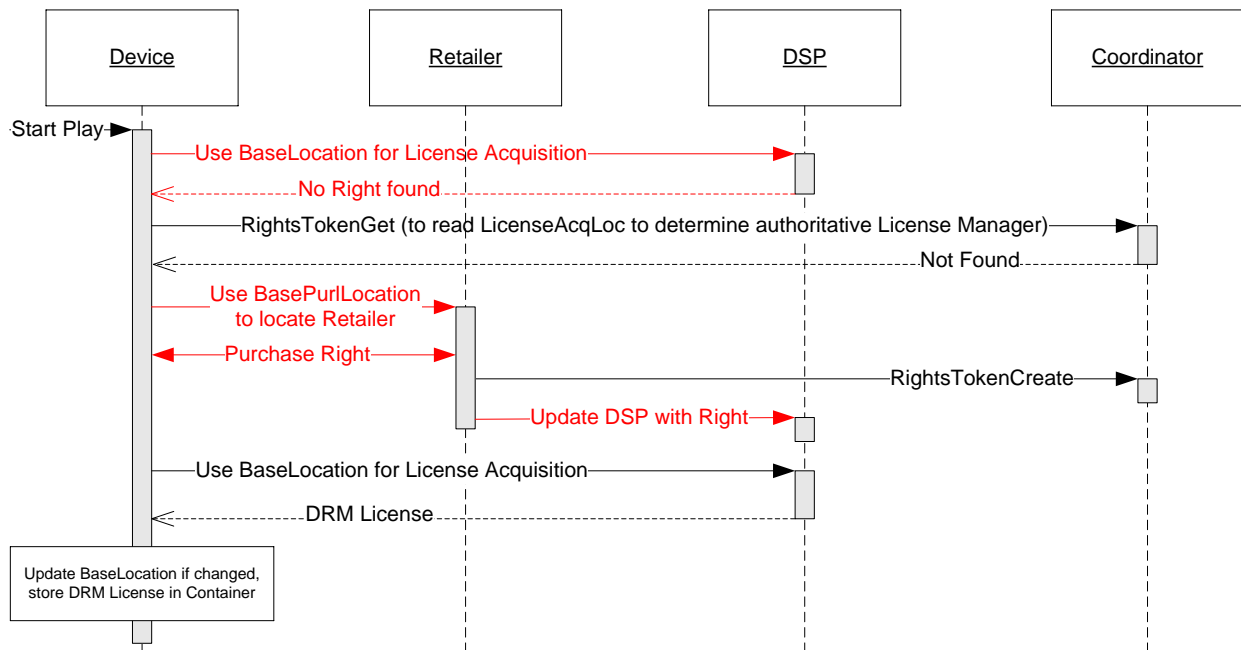 Device
Retailer
DSP
Coordinator
Start Play
Use BaseLocation for License Acquisition
No Right found
RightsTokenGet (to read LicenseAcqLoc to determine authoritative License Manager)
Not Found
Use BasePurlLocation
to locate Retailer
Purchase Right
RightsTokenCreate
Update DSP with Right
Use BaseLocation for License Acquisition
DRM License
Update BaseLocation if changed,
store DRM License in Container